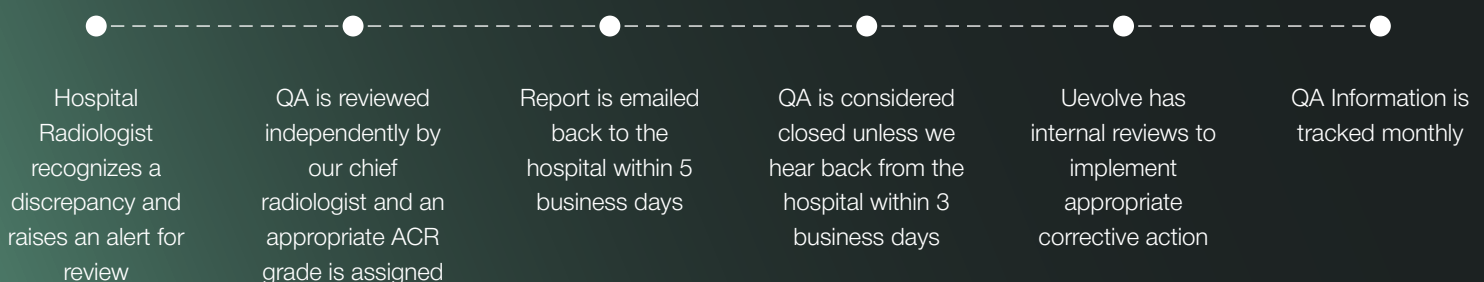 Hospital
Radiologist
recognizes a
discrepancy and
raises an alert for
review
QA is reviewed
independently by
our chief
radiologist and an
appropriate ACR
grade is assigned
Report is emailed
back to the
hospital within 5
business days
QA is considered
closed unless we
hear back from the
hospital within 3
business days
Uevolve has
internal reviews to
implement
appropriate
corrective action
QA Information is
tracked monthly